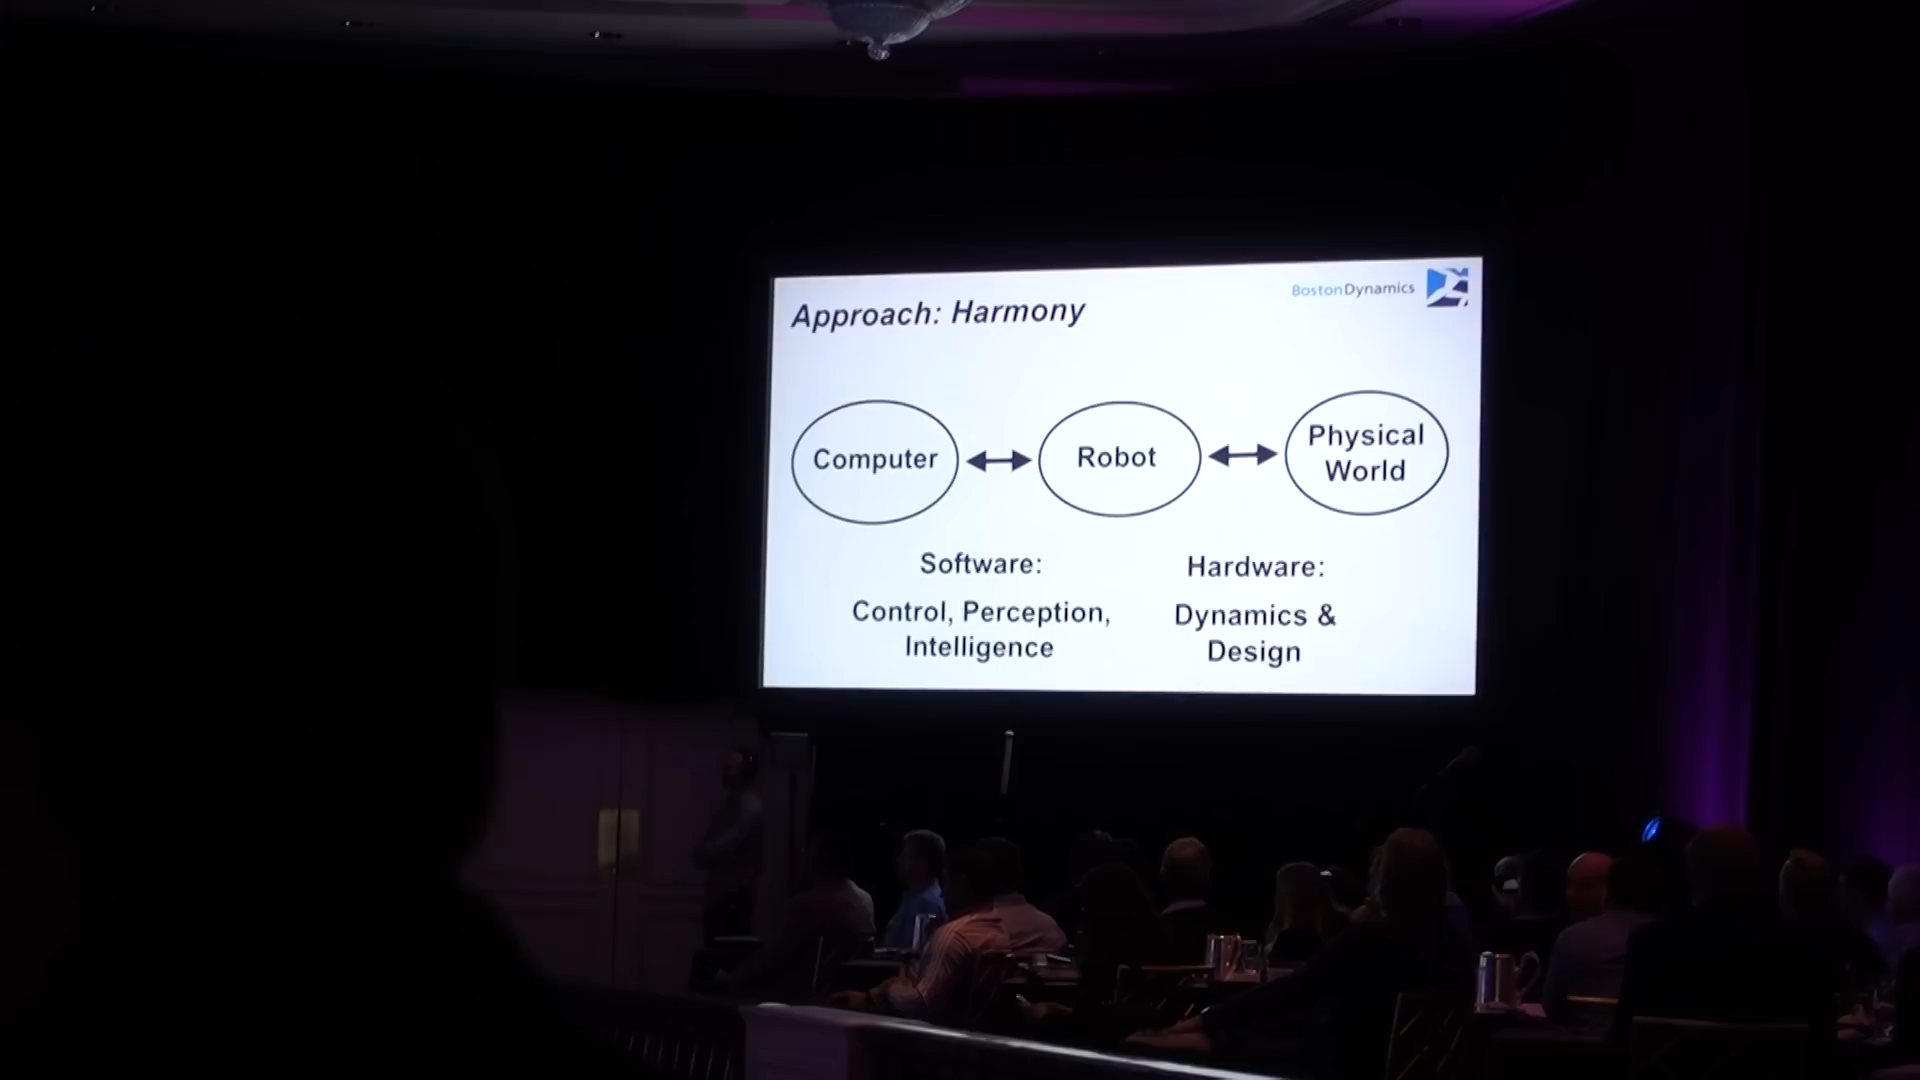 Approach: Harmony
BostonDynamics
Computer
Robot
Physical
World
Software:
Control, Perception,
Intelligence
Hardware:
Dynamics &
Design